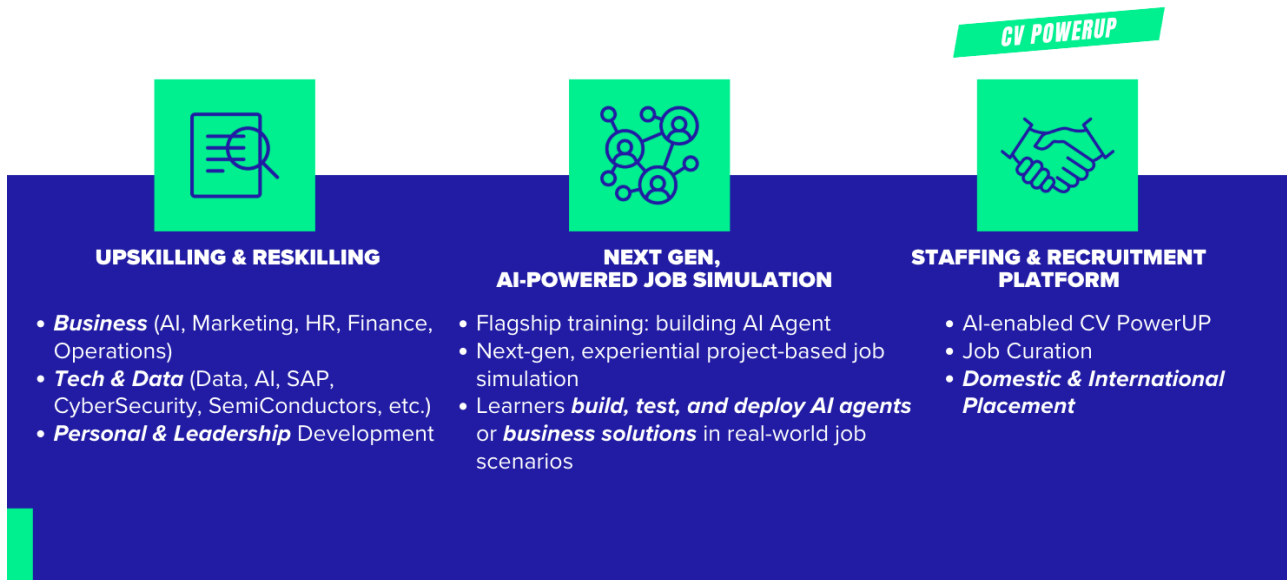 CV POWERUP
UPSKILLING & RESKILLING
• Business (AI, Marketing, HR, Finance,
Operations)
• Tech & Data (Data, AI, SAP,
CyberSecurity, SemiConductors, etc.)
• Personal & Leadership Development
NEXT GEN,
AI-POWERED JOB SIMULATION
• Flagship training: building AI Agent
• Next-gen, experiential project-based job
simulation
• Learners build, test, and deploy AI agents
or business solutions in real-world job
scenarios
STAFFING & RECRUITMENT
PLATFORM
• AI-enabled CV PowerUP
• Job Curation
• Domestic & International
Placement